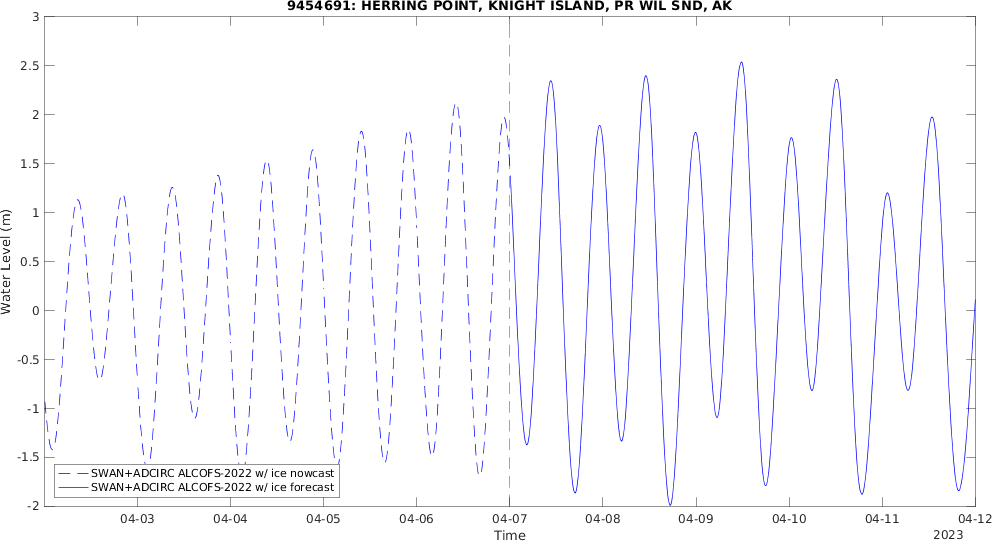 9454691: HERRING POINT, KNIGHT ISLAND, PR WIL SND, AK
3
2.5
2
1.5
1
0.5
0
-0.5
-1
-1.5
-2
Water Level (m)
SWAN+ADCIRC ALCOFS-2022 w/ ice nowcast
SWAN+ADCIRC ALCOFS-2022 w/ ice forecast
04-03 04-04 04-05 04-06 04-07 04-08 04-09 04-10 04-11 04-12
Time
2023